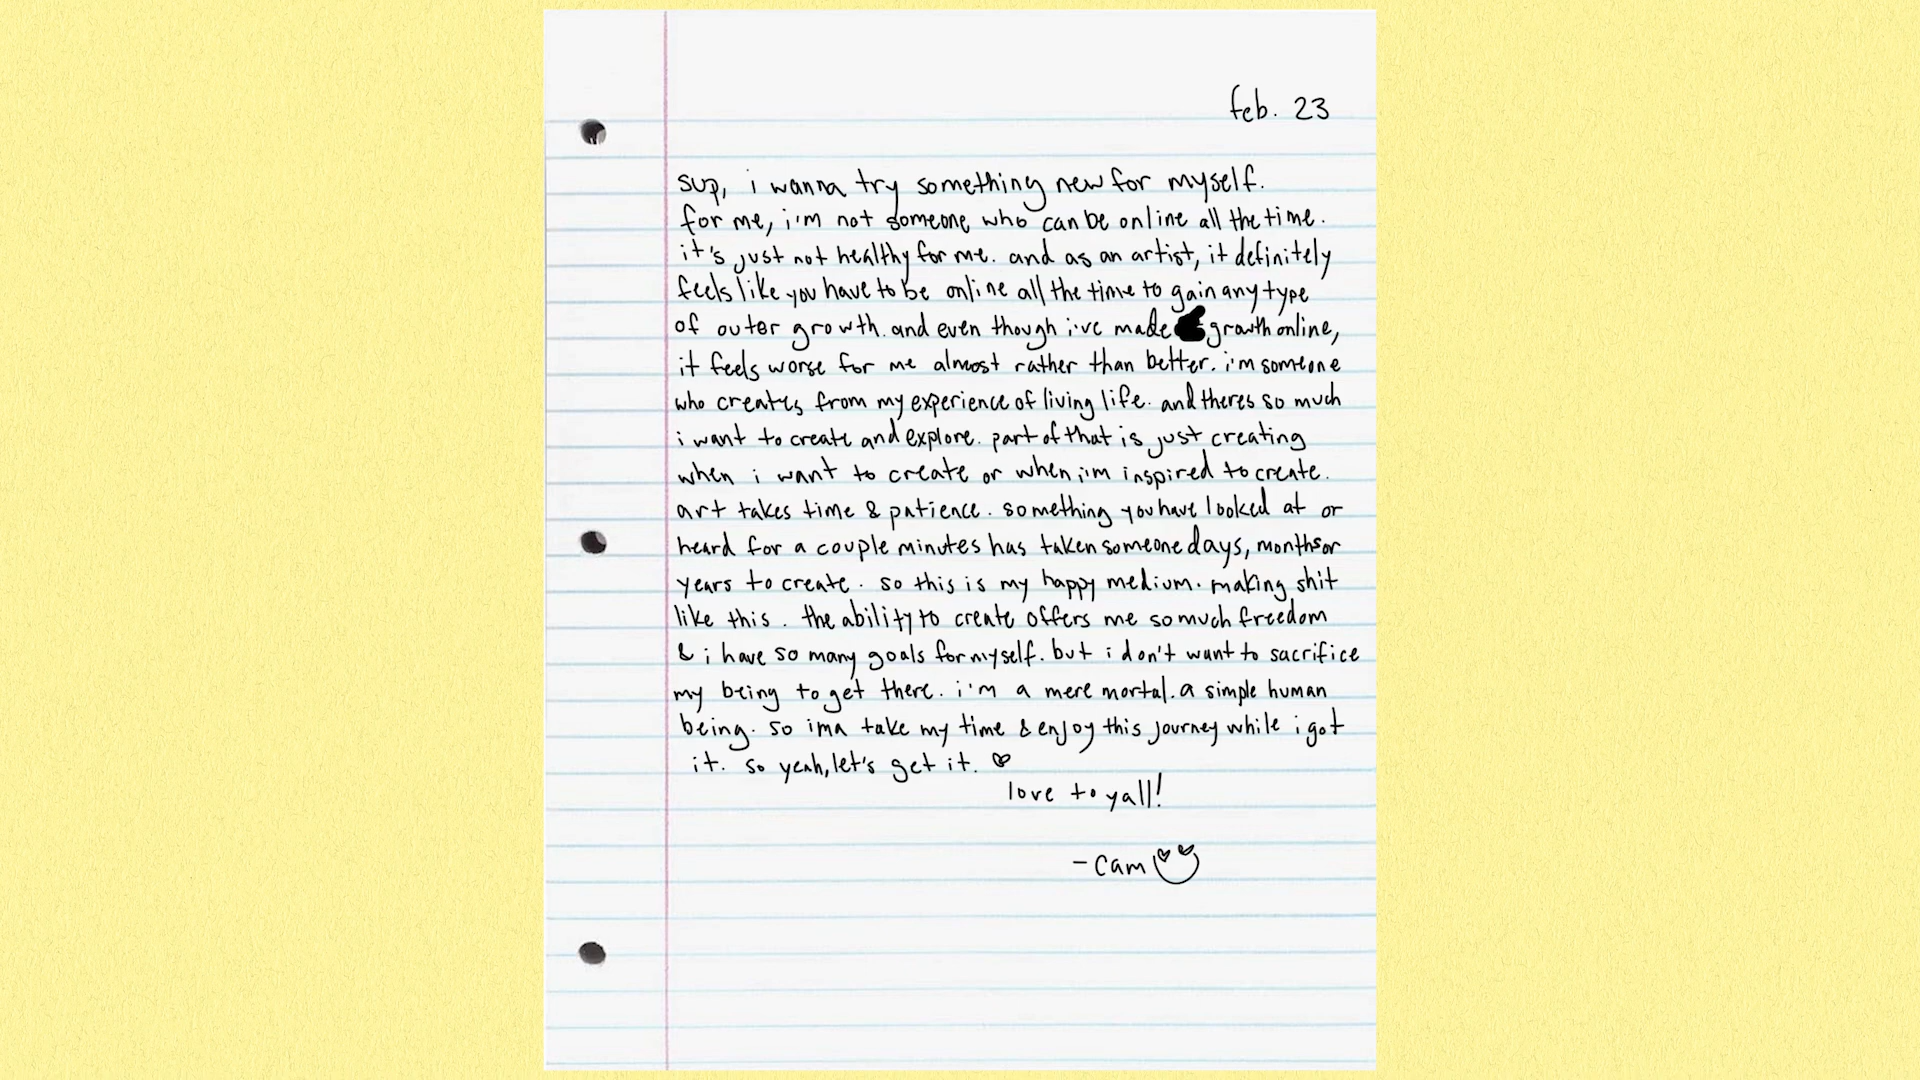 feb. 23
sup, i wanna try something new for myself.
for me, i'm not someone who can be online all the time.
it's just not healthy for me. and as an artist, it definitely
feels like you have to be online all the time to gain any type
of outer growth. and even though i've made growth online,
it feels worse for me almost rather than better. i'm someone
who creates from my experience of living life. and theres so much
i want to create and explore. part of that is just creating
when i want to create or when i'm inspired to create.
art takes time & patience. something you have looked at or
heard for a couple minutes has taken someone days, months or
years to create. so this is my happy medium. making shit
like this. the ability to create offers me so much freedom
& i have so many goals for myself. but i don't want to sacrifice
my being to get there. i'm a mere mortal. a simple human
being. so ima take my time & enjoy this journey while i got
it. so yeah, let's get it.
love to yall!
- cam